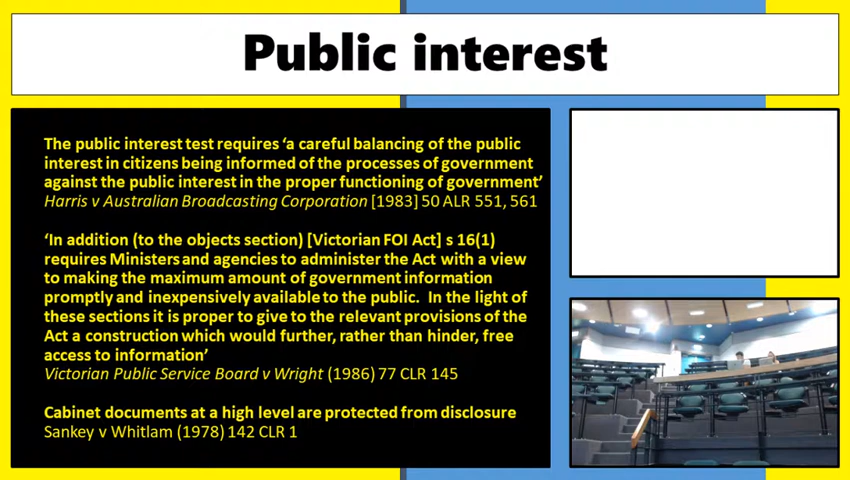 Public interest
The public interest test requires ‘a careful balancing of the public
interest in citizens being informed of the processes of government
against the public interest in the proper functioning of government’
Harris v Australian Broadcasting Corporation [1983] 50 ALR 551, 561
‘In addition (to the objects section) [Victorian FOI Act] s 16(1)
requires Ministers and agencies to administer the Act with a view
to making the maximum amount of government information
promptly and inexpensively available to the public.  In the light of
these sections it is proper to give to the relevant provisions of the
Act a construction which would further, rather than hinder, free
access to information’
Victorian Public Service Board v Wright (1986) 77 CLR 145
Cabinet documents at a high level are protected from disclosure
Sankey v Whitlam (1978) 142 CLR 1